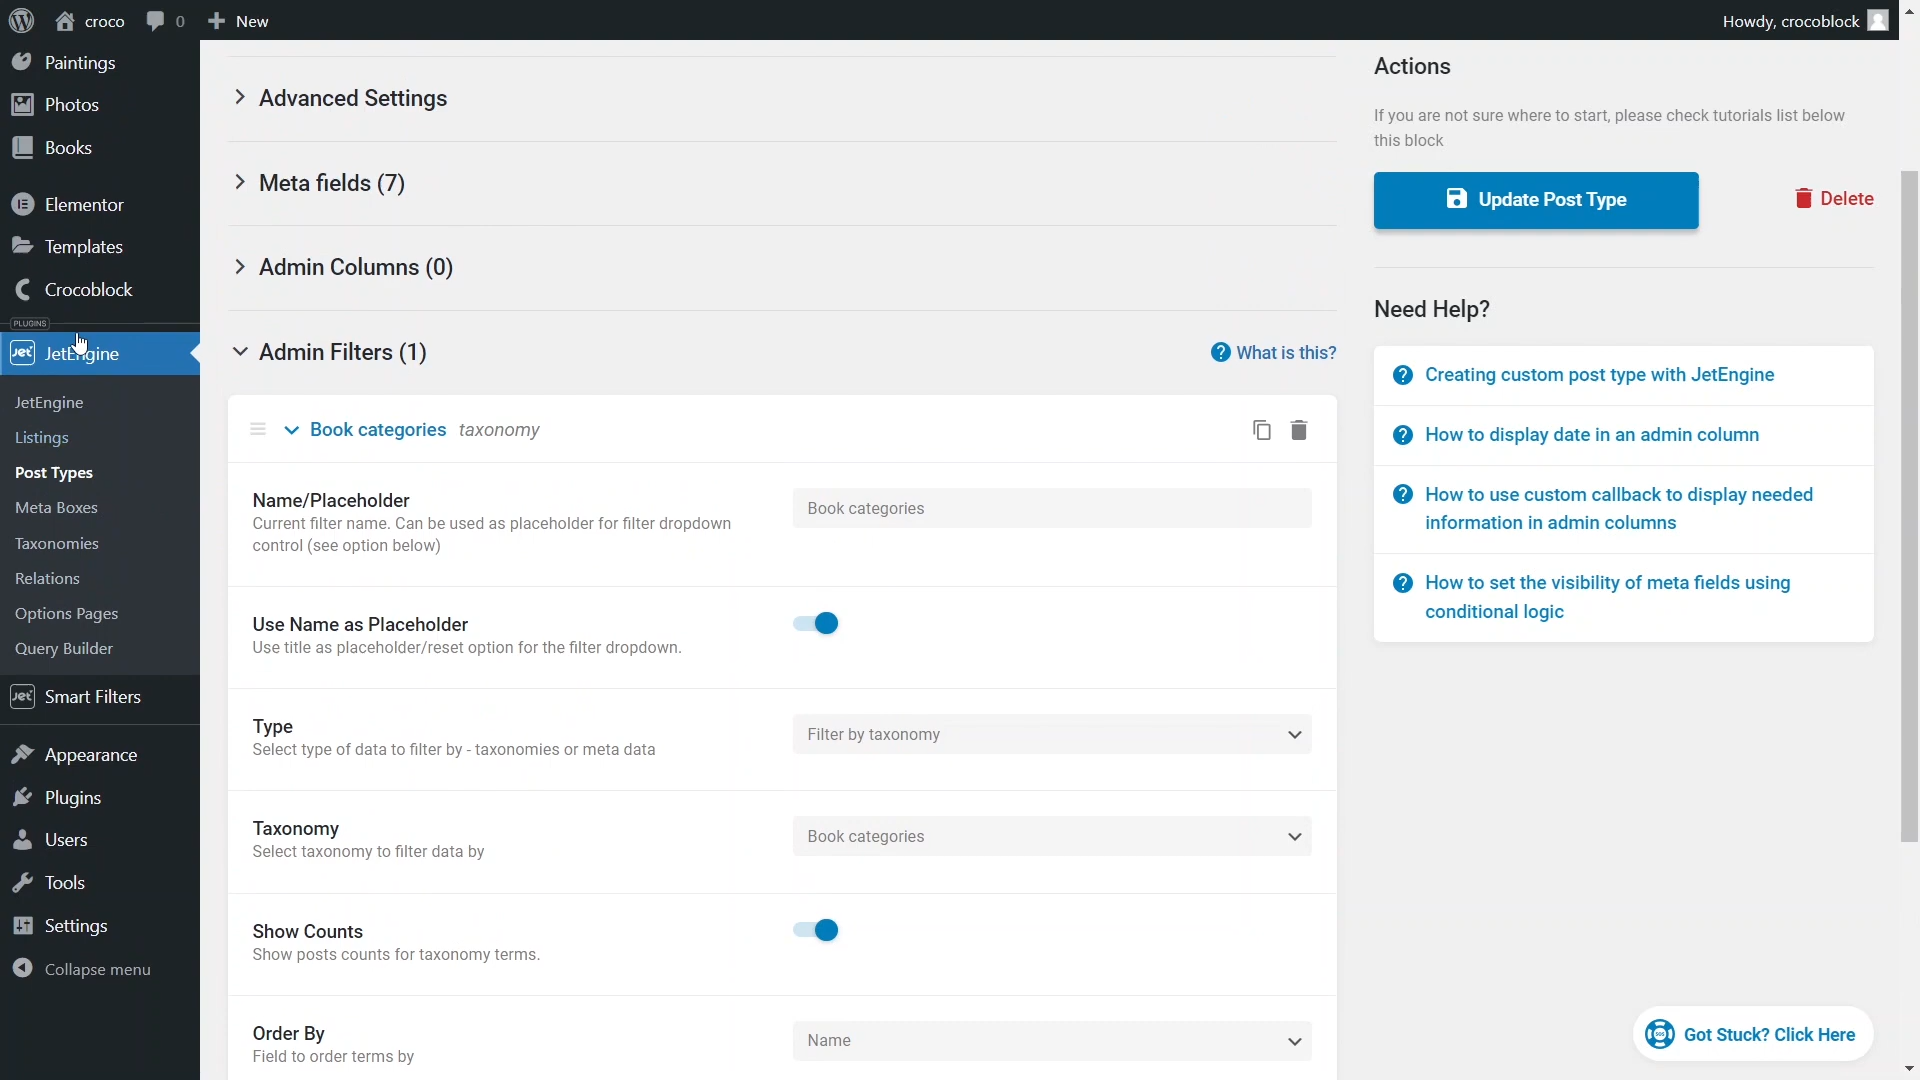 croco
0
New
Howdy, crocoblock
Paintings
Photos
Books
Elementor
Templates
Crocoblock
PLUGINS
Jet JetEngine
JetEngine
Listings
Post Types
Meta Boxes
Taxonomies
Relations
Options Pages
Query Builder
Jet Smart Filters
Appearance
Plugins
Users
Tools
Settings
Collapse menu
Advanced Settings
Meta fields (7)
Admin Columns (0)
Admin Filters (1)
What is this?
Book categories taxonomy
Name/Placeholder
Current filter name. Can be used as placeholder for filter dropdown
control (see option below)
Book categories
Use Name as Placeholder
Use title as placeholder/reset option for the filter dropdown.
Type
Select type of data to filter by - taxonomies or meta data
Filter by taxonomy
Taxonomy
Select taxonomy to filter data by
Book categories
Show Counts
Show posts counts for taxonomy terms.
Order By
Field to order terms by
Name
Actions
If you are not sure where to start, please check tutorials list below
this block
Update Post Type
Delete
Need Help?
Creating custom post type with JetEngine
How to display date in an admin column
How to use custom callback to display needed
information in admin columns
How to set the visibility of meta fields using
conditional logic
SOS Got Stuck? Click Here